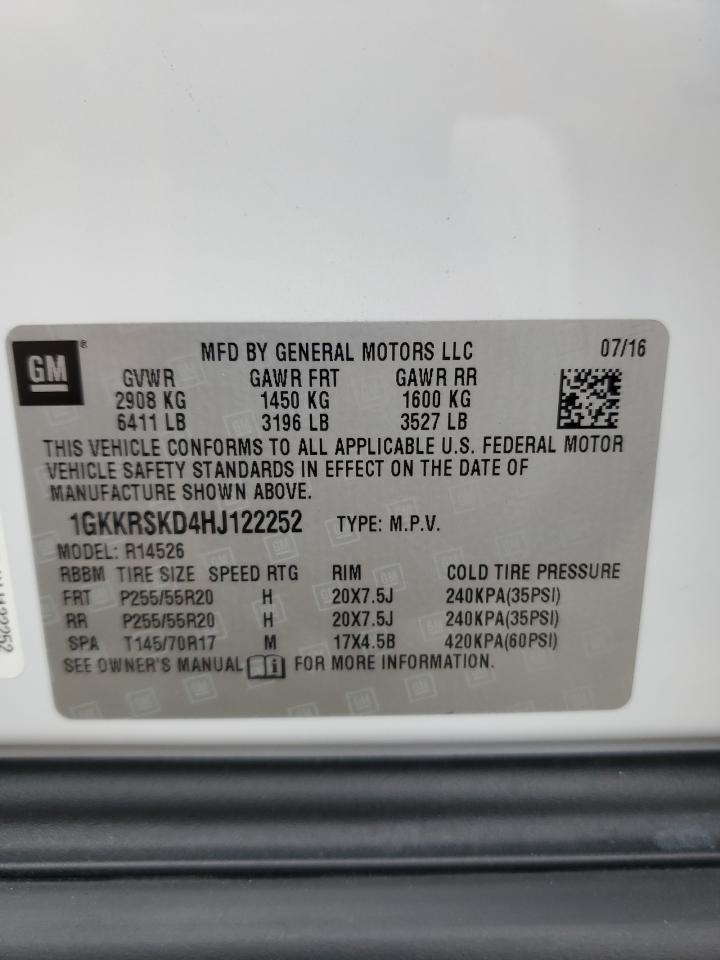 GM ®
MFD BY GENERAL MOTORS LLC 07/16
GVWR GAWR FRT GAWR RR
2908 KG 1450 KG 1600 KG
6411 LB 3196 LB 3527 LB
THIS VEHICLE CONFORMS TO ALL APPLICABLE U.S. FEDERAL MOTOR
VEHICLE SAFETY STANDARDS IN EFFECT ON THE DATE OF
MANUFACTURE SHOWN ABOVE.
1GKKRSKD4HJ122252 TYPE: M.P.V.
MODEL: R14526
RBBM TIRE SIZE SPEED RTG RIM COLD TIRE PRESSURE
FRT P255/55R20 H 20X7.5J 240KPA(35PSI)
RR P255/55R20 H 20X7.5J 240KPA(35PSI)
SPA T145/70R17 M 17X4.5B 420KPA(60PSI)
SEE OWNER'S MANUAL i FOR MORE INFORMATION.